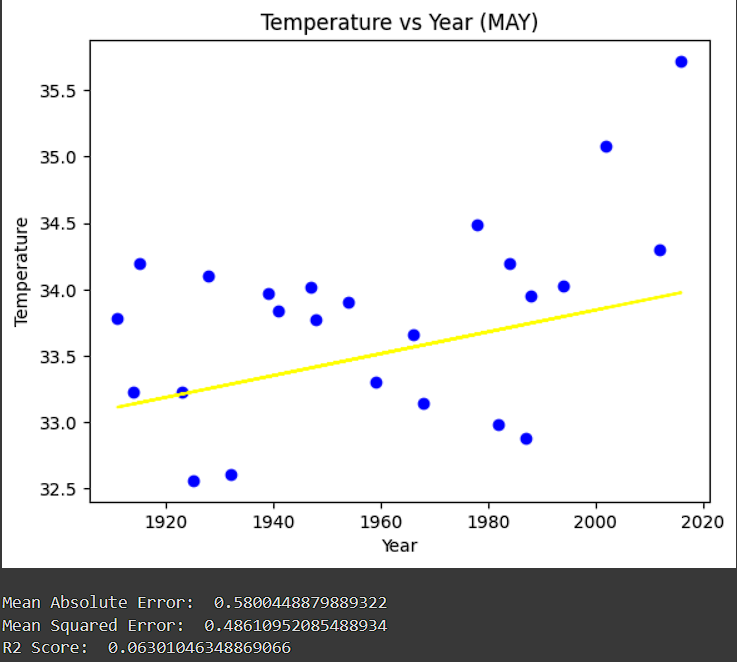 Temperature vs Year (MAY)
35.5
35.0
34.5
34.0
33.5
33.0
32.5
Temperature
1920 1940 1960 1980 2000 2020
Year
Mean Absolute Error:  0.5800448879889322
Mean Squared Error:  0.48610952085488934
R2 Score:  0.06301046348869066